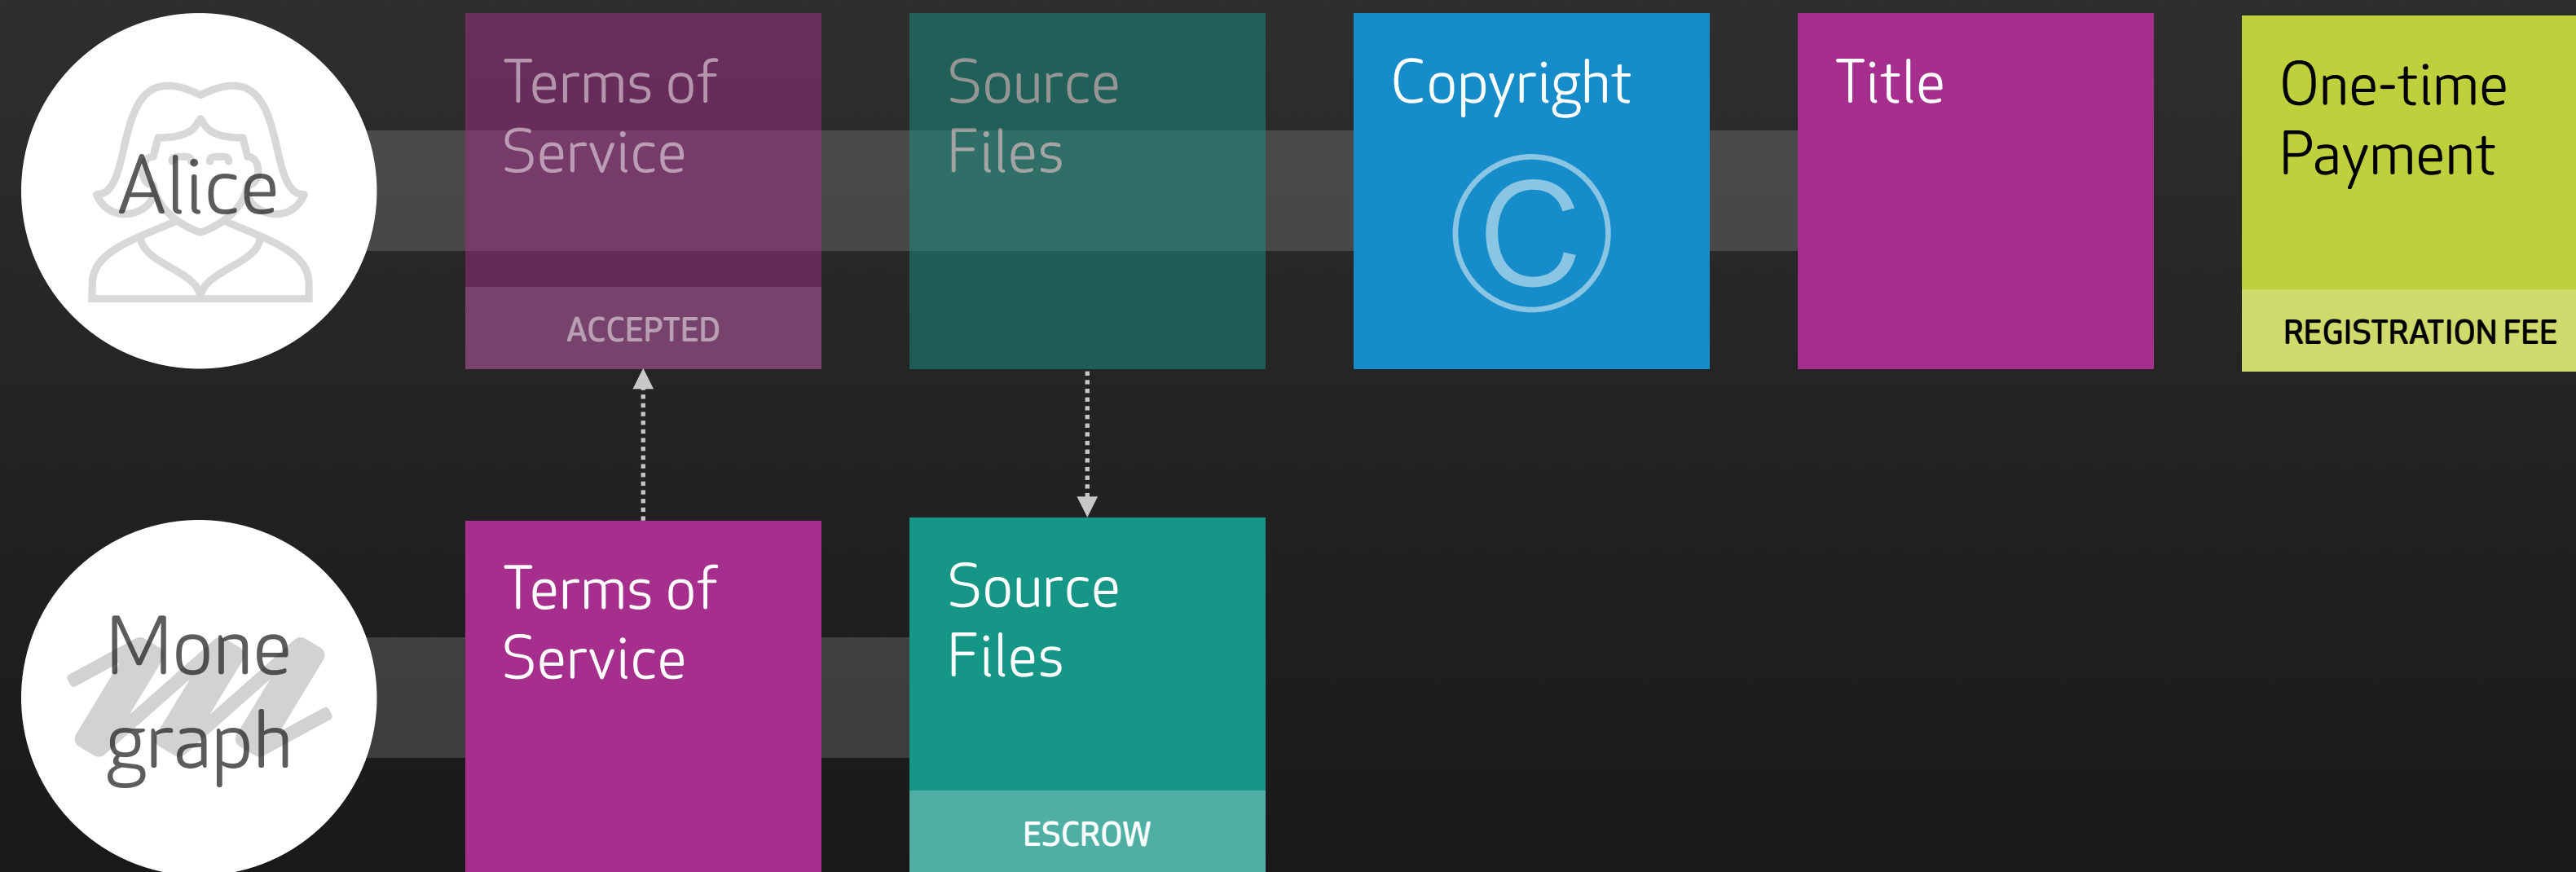 Alice
Terms of
Service
ACCEPTED
Source
Files
Copyright
©
Title
One-time
Payment
REGISTRATION FEE
Mone
graph
Terms of
Service
Source
Files
ESCROW